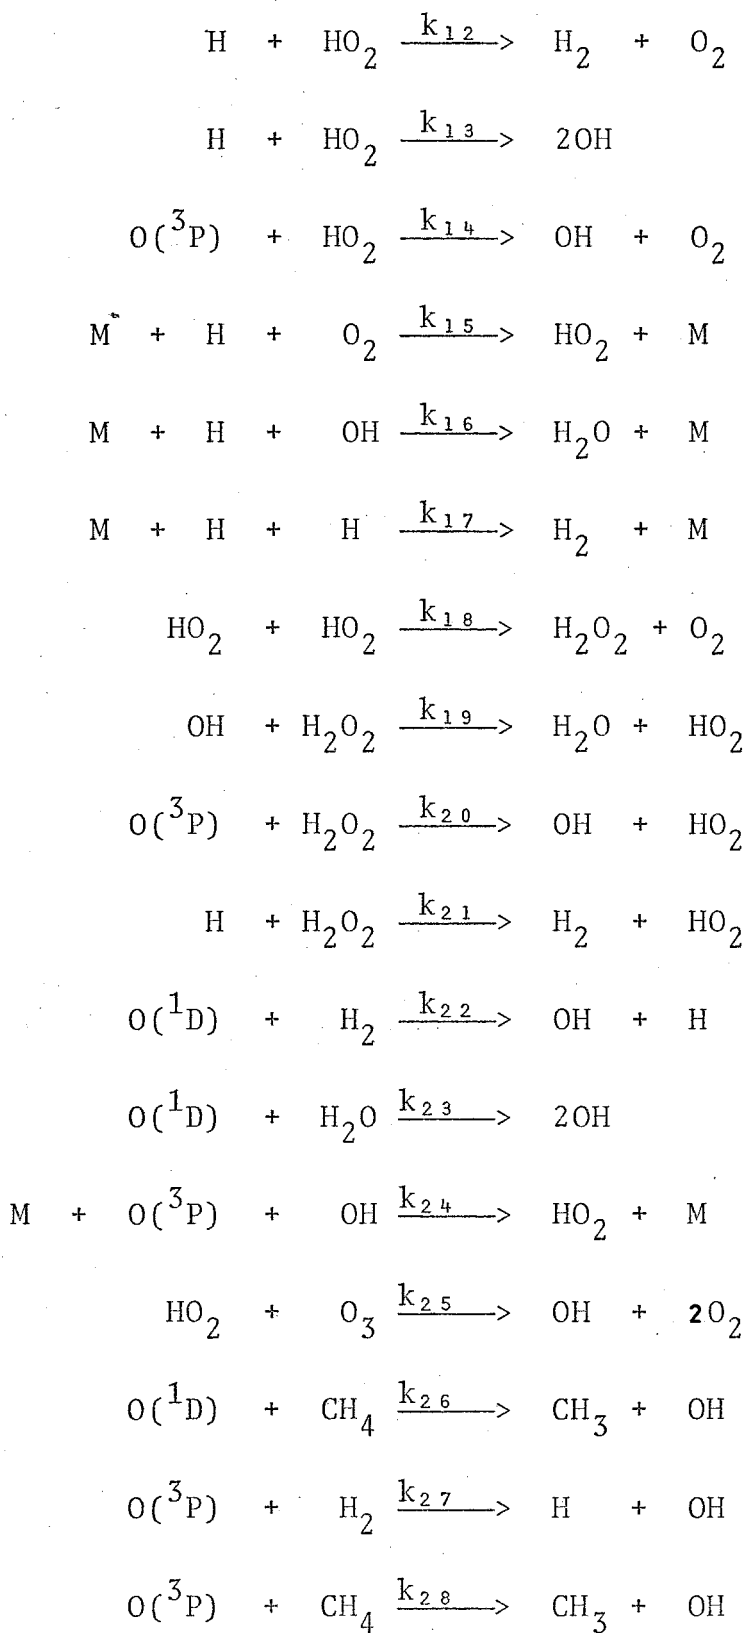 H + HO₂ —k₁₂—> H₂ + O₂
H + HO₂ —k₁₃—> 2OH
O(³P) + HO₂ —k₁₄—> OH + O₂
M + H + O₂ —k₁₅—> HO₂ + M
M + H + OH —k₁₆—> H₂O + M
M + H + H —k₁₇—> H₂ + M
HO₂ + HO₂ —k₁₈—> H₂O₂ + O₂
OH + H₂O₂ —k₁₉—> H₂O + HO₂
O(³P) + H₂O₂ —k₂₀—> OH + HO₂
H + H₂O₂ —k₂₁—> H₂ + HO₂
O(¹D) + H₂ —k₂₂—> OH + H
O(¹D) + H₂O —k₂₃—> 2OH
M + O(³P) + OH —k₂₄—> HO₂ + M
HO₂ + O₃ —k₂₅—> OH + 2O₂
O(¹D) + CH₄ —k₂₆—> CH₃ + OH
O(³P) + H₂ —k₂₇—> H + OH
O(³P) + CH₄ —k₂₈—> CH₃ + OH